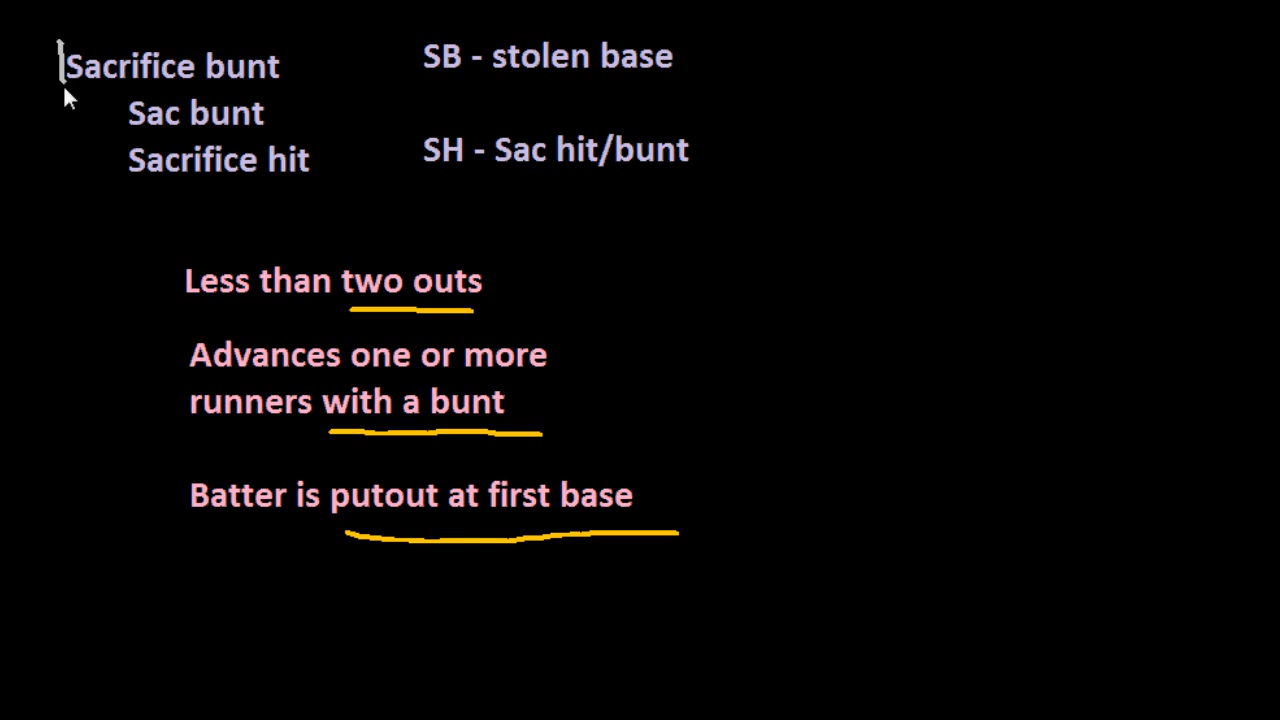 Sacrifice bunt
Sac bunt
Sacrifice hit
SB - stolen base
SH - Sac hit/bunt
Less than two outs
Advances one or more
runners with a bunt
Batter is putout at first base